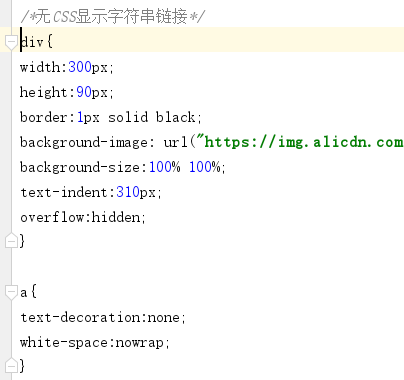 /*无CSS显示字符串链接*/
div{
width:300px;
height:90px;
border:1px solid black;
background-image: url("https://img.alicdn.com
background-size:100% 100%;
text-indent:310px;
overflow:hidden;
}
a{
text-decoration:none;
white-space:nowrap;
}